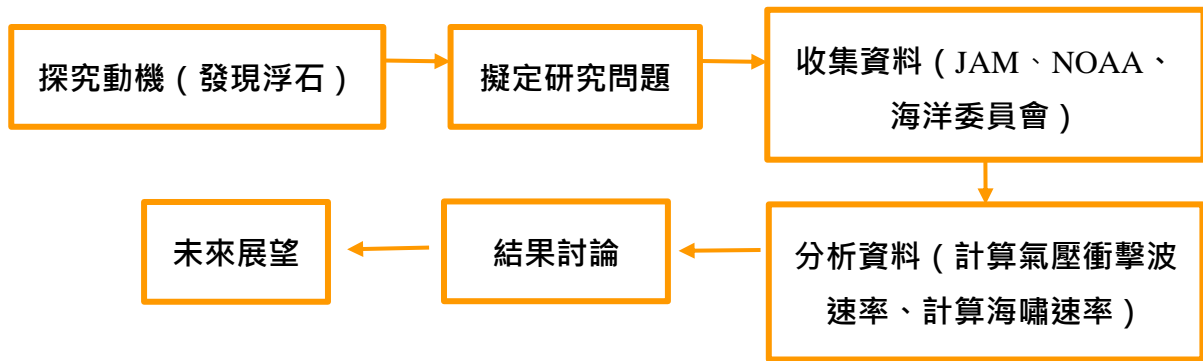 探究動機（發現浮石）
擬定研究問題
收集資料（JAM、NOAA、
海洋委員會）
分析資料（計算氣壓衝擊波
速率、計算海嘯速率）
結果討論
未來展望